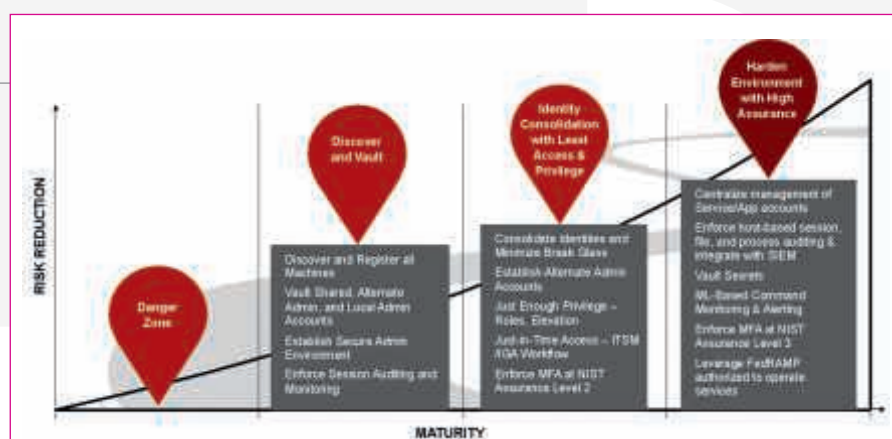 RISK REDUCTION
Danger
Zone
Discover
and Vault
Discover and Register all
Machines
Vault Shared, Alternate
Admin, and Local Admin
Accounts
Establish Secure Admin
Environment
Enforce Session Auditing and
Monitoring
Identity
Consolidation
with Least
Access &
Privilege
Consolidate Identities and
Minimize Break Glass
Establish Alternate Admin
Accounts
Just Enough Privilege –
Roles, Elevation
Just-in-Time Access – ITSM
/IGA Workflow
Enforce MFA at NIST
Assurance Level 2
Harden
Environment
with High
Assurance
Centralize management of
Service/App accounts
Enforce host-based session,
file, and process auditing &
integrate with SIEM
Vault Secrets
ML-Based Command
Monitoring & Alerting
Enforce MFA at NIST
Assurance Level 3
Leverage FedRAMP
authorized to operate
services
MATURITY